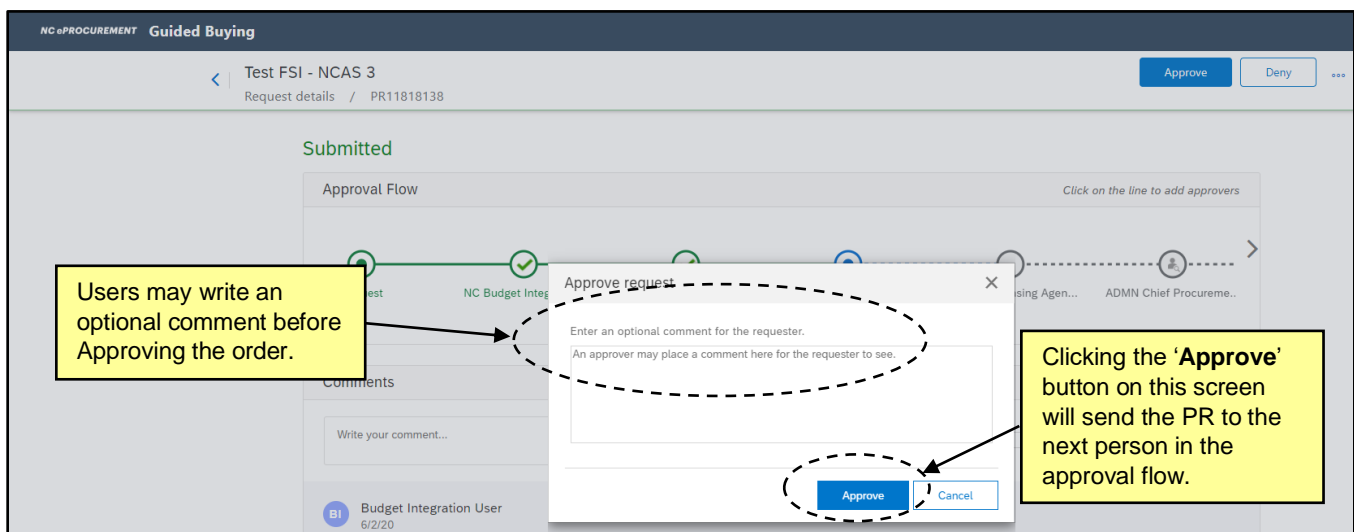 NC ePROCUREMENT Guided Buying
Test FSI - NCAS 3
Request details / PR11818138
Approve
Deny
Submitted
Approval Flow
Click on the line to add approvers
NC Budget Integ
ADMN Chief Procureme..
Users may write an
optional comment before
Approving the order.
Approve request
Enter an optional comment for the requester.
An approver may place a comment here for the requester to see.
Approve
Cancel
Clicking the ‘Approve’
button on this screen
will send the PR to the
next person in the
approval flow.
Comments
Write your comment...
BI
Budget Integration User
6/2/20